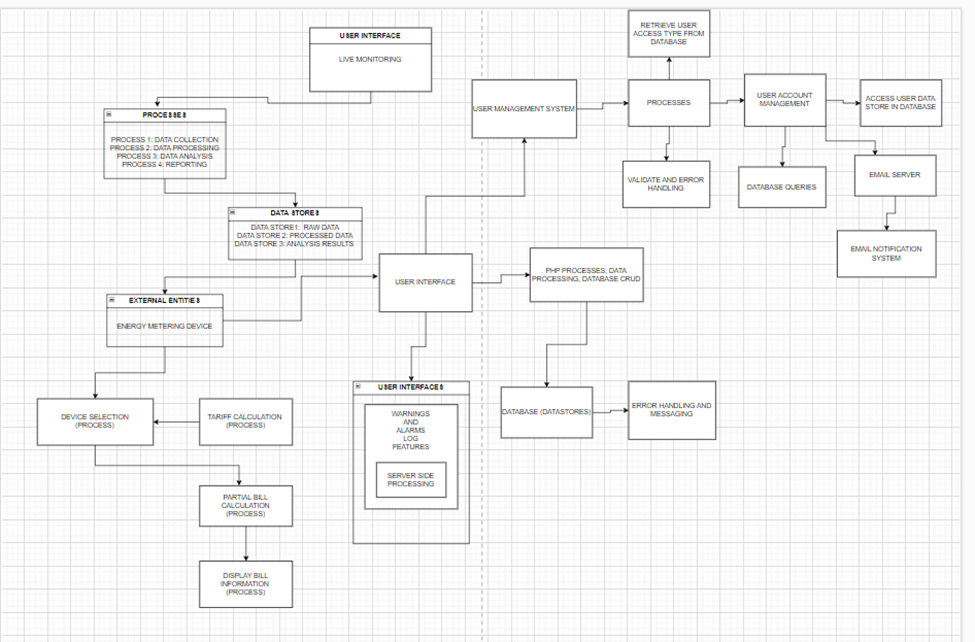 USER INTERFACE
LIVE MONITORING
PROCESSES
PROCESS 1: DATA COLLECTION
PROCESS 2: DATA PROCESSING
PROCESS 3: DATA ANALYSIS
PROCESS 4: REPORTING
DATA STORES
DATA STORE1: RAW DATA
DATA STORE 2: PROCESSED DATA
DATA STORE 3: ANALYSIS RESULTS
EXTERNAL ENTITIES
ENERGY METERING DEVICE
DEVICE SELECTION
(PROCESS)
TARIFF CALCULATION
(PROCESS)
PARTIAL BILL
CALCULATION
(PROCESS)
DISPLAY BILL
INFORMATION
(PROCESS)
USER INTERFACE
USER INTERFACES
WARNINGS
AND
ALARMS
LOG
FEATURES
SERVER SIDE
PROCESSING
USER MANAGEMENT SYSTEM
RETRIEVE USER
ACCESS TYPE FROM
DATABASE
PROCESSES
VALIDATE AND ERROR
HANDLING
USER ACCOUNT
MANAGEMENT
DATABASE QUERIES
ACCESS USER DATA
STORE IN DATABASE
EMAIL SERVER
EMAIL NOTIFICATION
SYSTEM
PHP PROCESSES, DATA
PROCESSING, DATABASE CRUD
DATABASE (DATASTORES)
ERROR HANDLING AND
MESSAGING